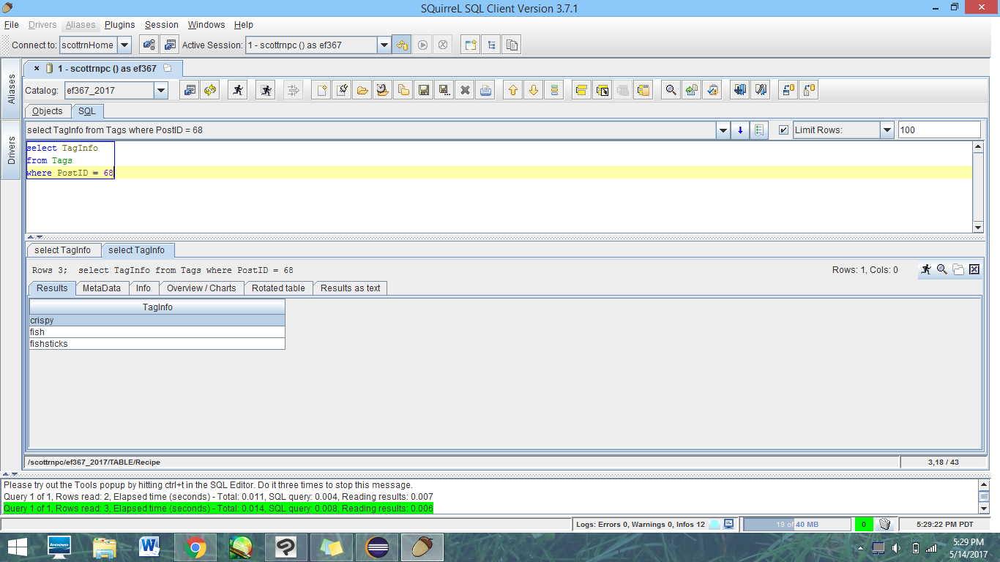 SQuirreL SQL Client Version 3.7.1
File Drivers Aliases Plugins Session Windows Help
Connect to: scottrnHome Active Session: 1 - scottrnpc () as ef367
1 - scottrnpc () as ef367
Aliases
Drivers
Catalog: ef367_2017
Objects SQL
select TagInfo from Tags where PostID = 68 Limit Rows: 100
select TagInfo
from Tags
where PostID = 68
select TagInfo select TagInfo
Rows 3; select TagInfo from Tags where PostID = 68 Rows: 1, Cols: 0
Results MetaData Info Overview / Charts Rotated table Results as text
TagInfo
crispy
fish
fishsticks
/scottrnpc/ef367_2017/TABLE/Recipe 3,18 / 43
Please try out the Tools popup by hitting ctrl+t in the SQL Editor. Do it three times to stop this message.
Query 1 of 1, Rows read: 2, Elapsed time (seconds) - Total: 0.011, SQL query: 0.004, Reading results: 0.007
Query 1 of 1, Rows read: 3, Elapsed time (seconds) - Total: 0.014, SQL query: 0.008, Reading results: 0.006
Logs: Errors 0, Warnings 0, Infos 12 19 of 40 MB 0 5:29:22 PM PDT
lenovo
5:29 PM
5/14/2017